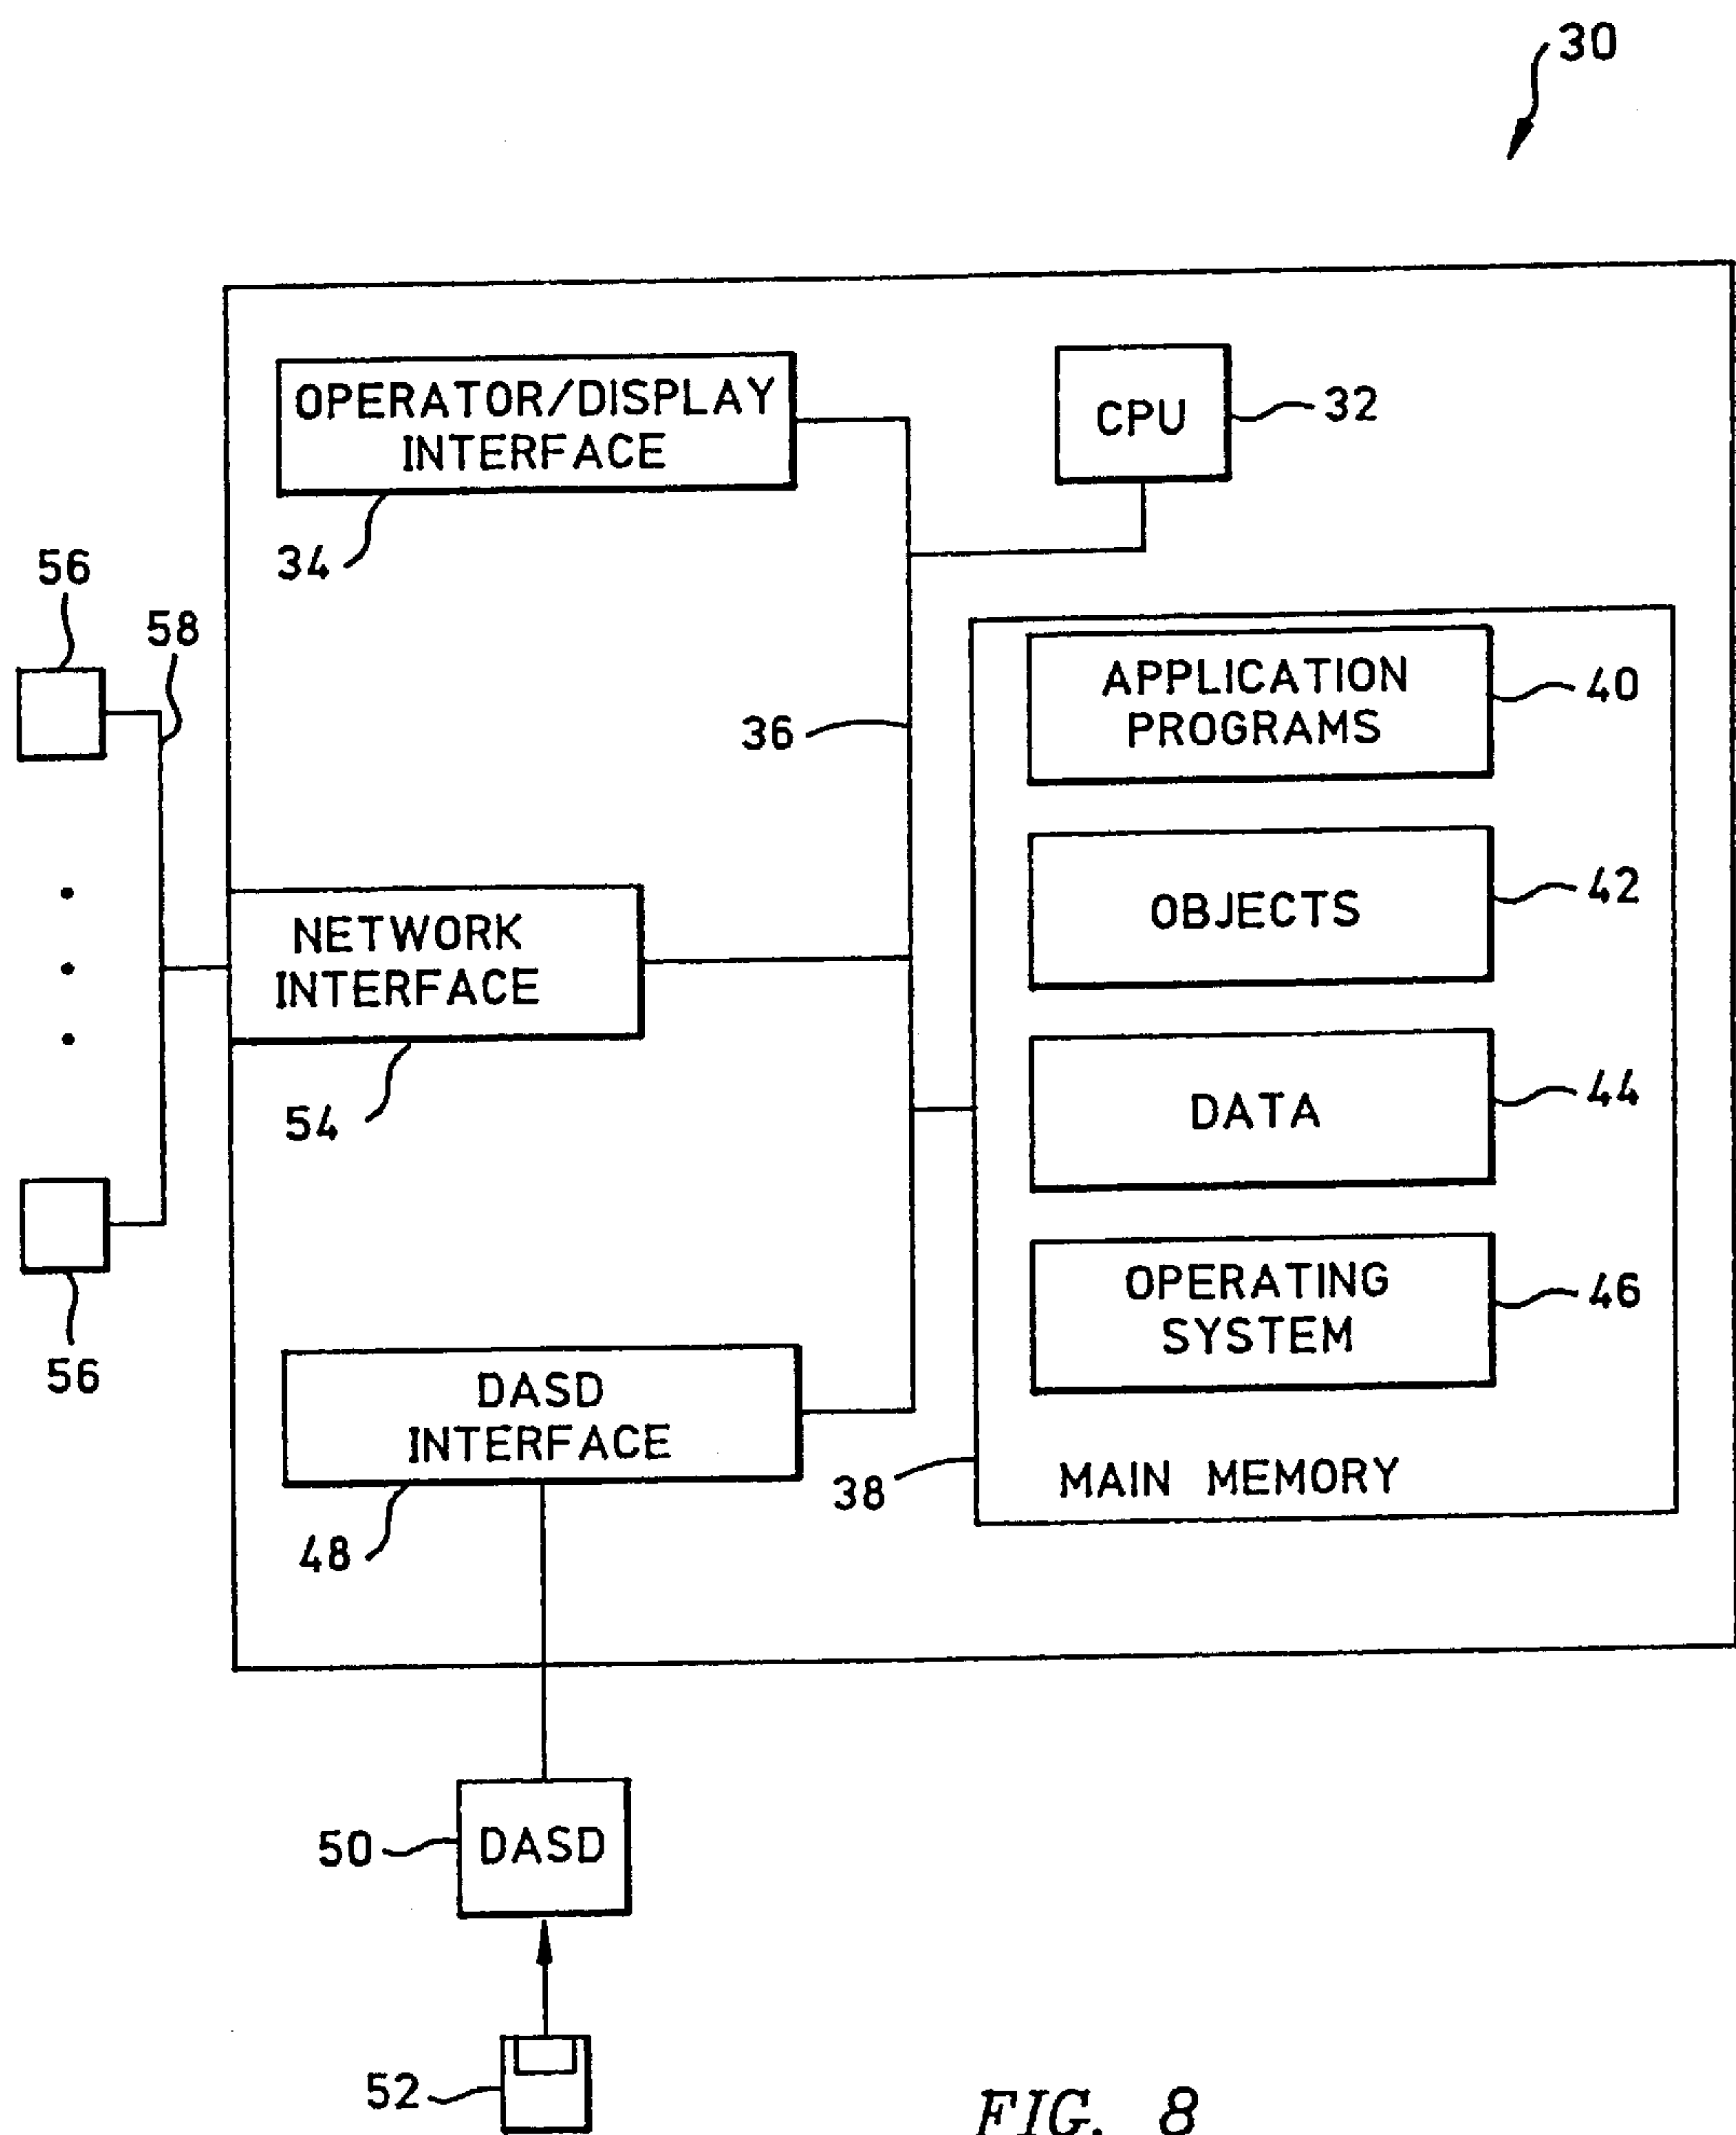 30
OPERATOR/DISPLAY
INTERFACE
34
CPU
32
56
58
36
APPLICATION
PROGRAMS
40
OBJECTS
42
NETWORK
INTERFACE
54
DATA
44
OPERATING
SYSTEM
46
56
DASD
INTERFACE
48
38
MAIN MEMORY
50
DASD
52
FIG. 8